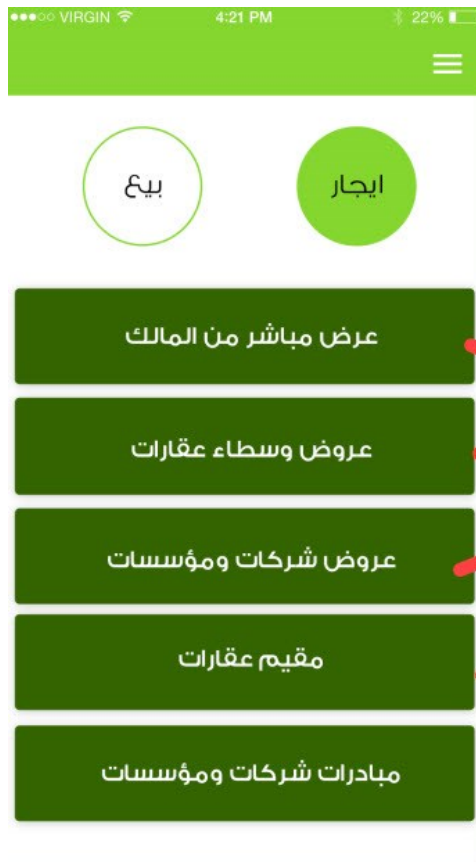 VIRGIN 4:21 PM 22%
ايجار
بيع
عرض مباشر من المالك
عروض وسطاء عقارات
عروض شركات ومؤسسات
مقيم عقارات
مبادرات شركات ومؤسسات